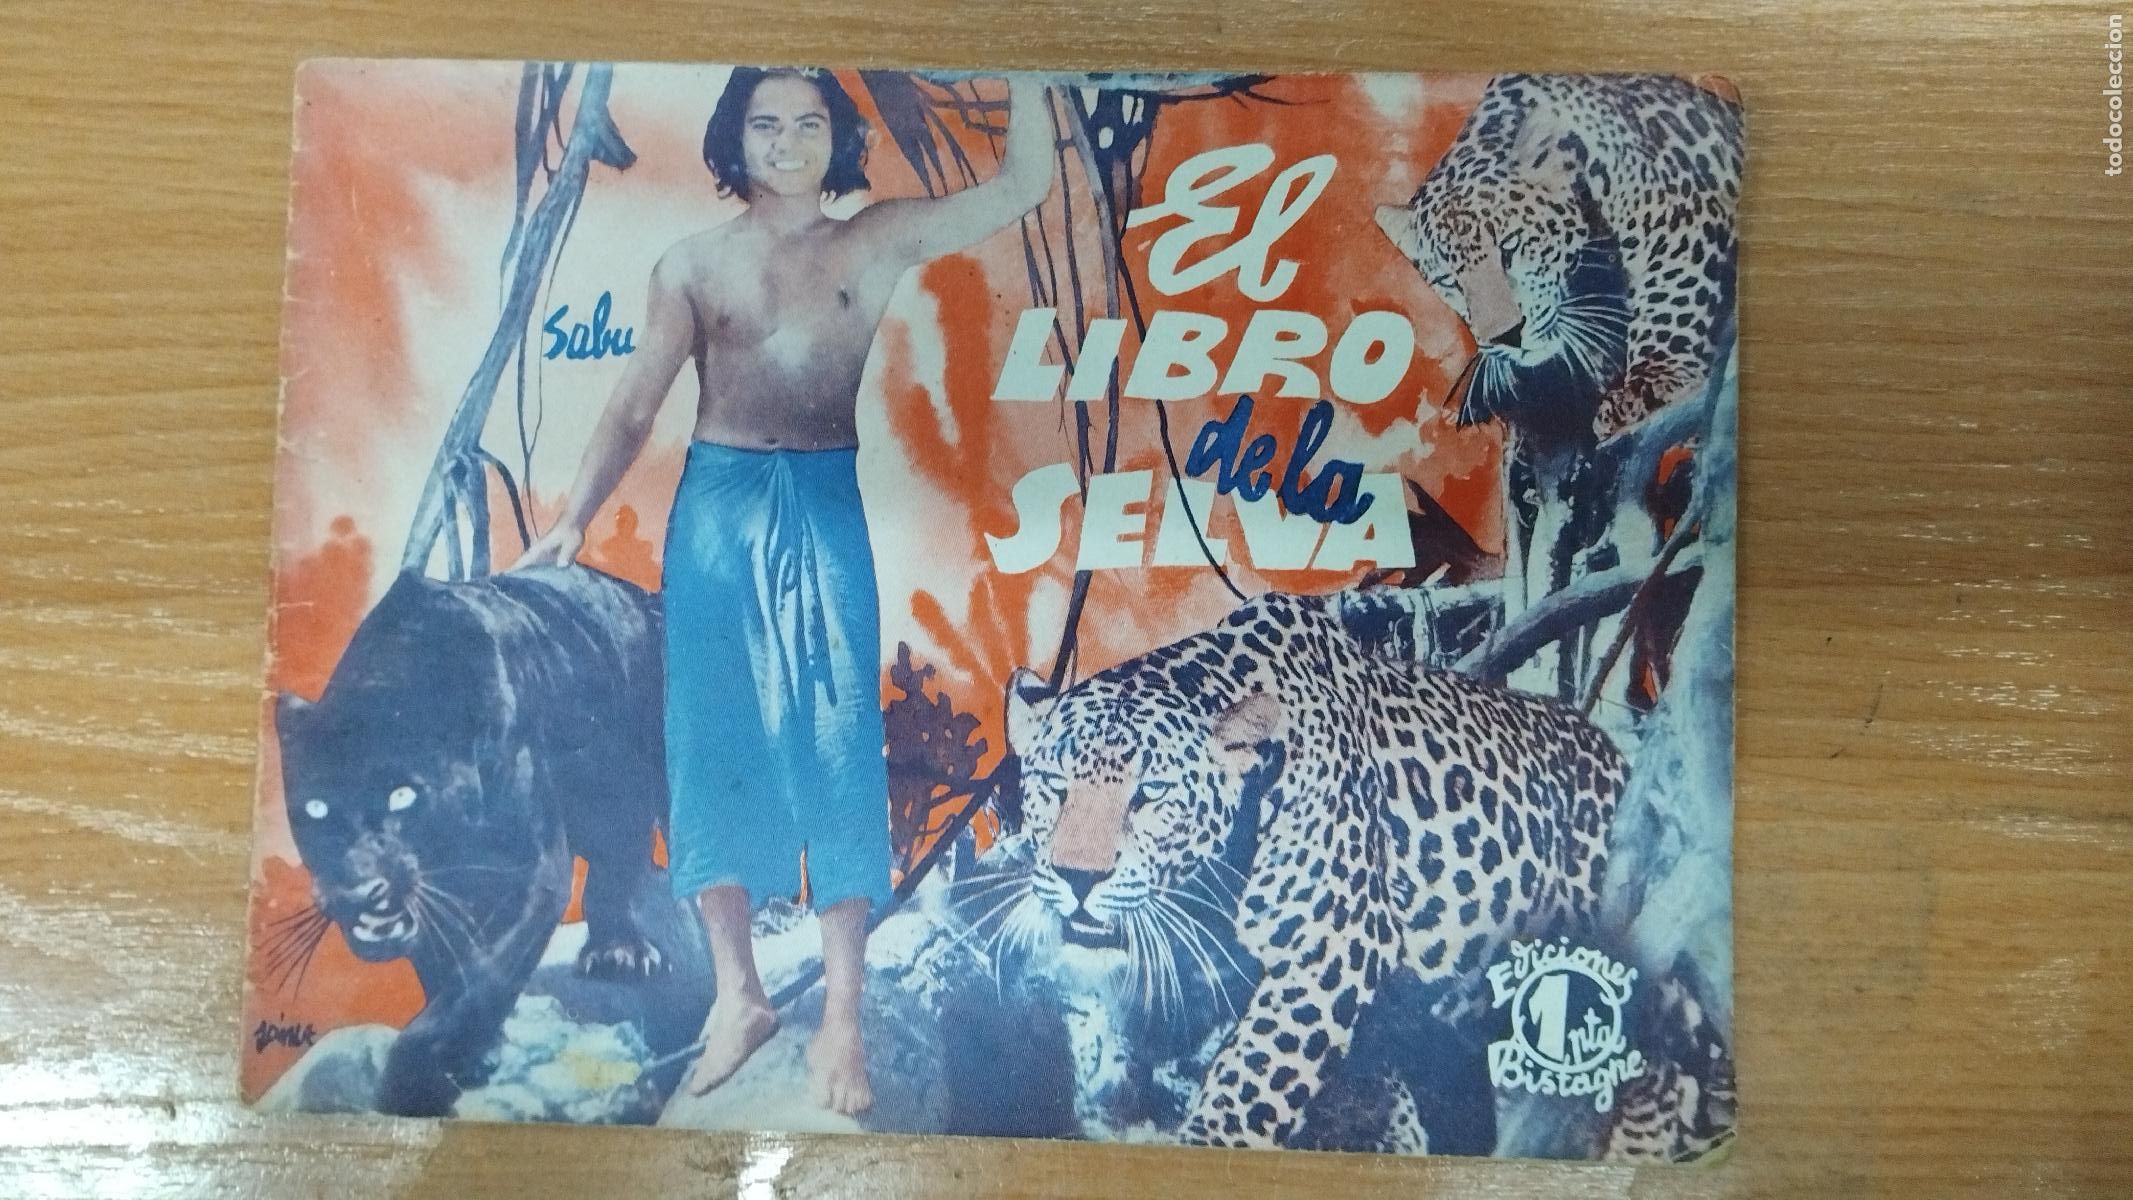 El
LIBRO
de la
SELVA
Sabu
Ediciones
1 pta
Bistagne
todocoleccion